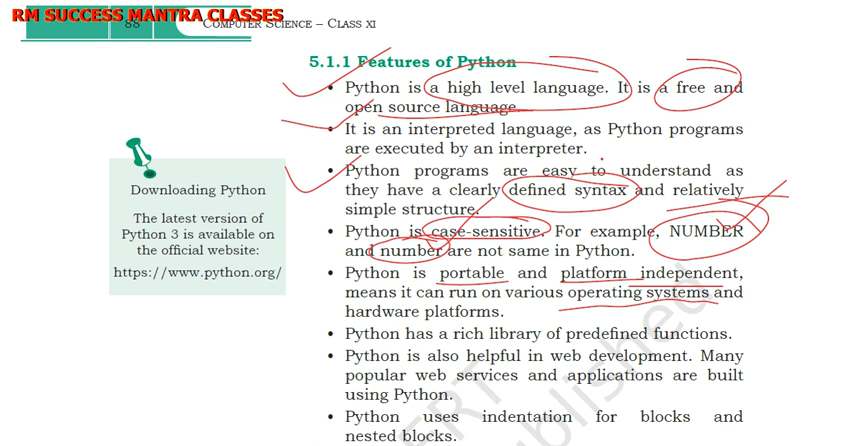 RM SUCCESS MANTRA CLASSES
88 COMPUTER SCIENCE – CLASS XI
5.1.1 Features of Python
• Python is a high level language. It is a free and
open source language.
• It is an interpreted language, as Python programs
are executed by an interpreter.
• Python programs are easy to understand as
they have a clearly defined syntax and relatively
simple structure.
• Python is case-sensitive. For example, NUMBER
and number are not same in Python.
• Python is portable and platform independent,
means it can run on various operating systems and
hardware platforms.
• Python has a rich library of predefined functions.
• Python is also helpful in web development. Many
popular web services and applications are built
using Python.
• Python uses indentation for blocks and
nested blocks.
Downloading Python
The latest version of
Python 3 is available on
the official website:
https://www.python.org/